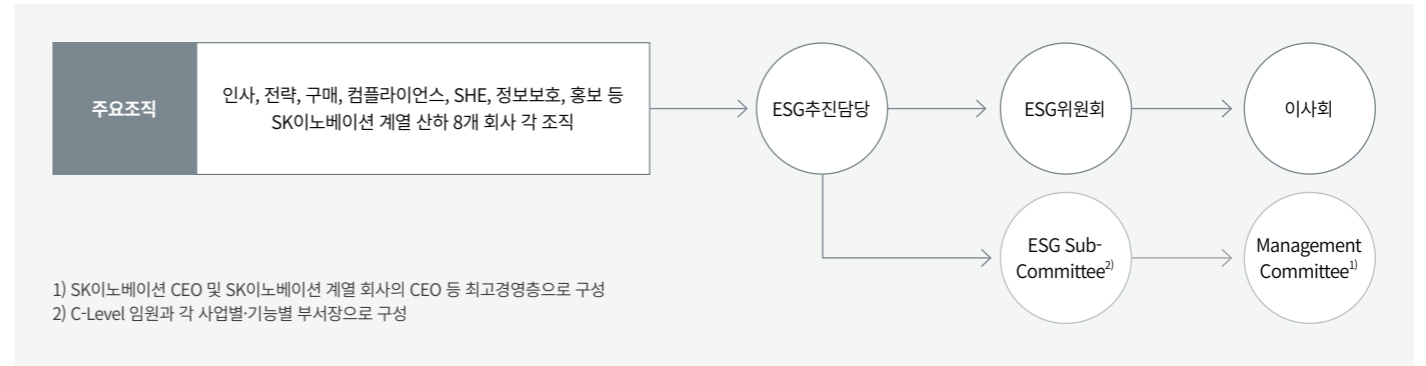 주요조직
인사, 전략, 구매, 컴플라이언스, SHE, 정보보호, 홍보 등
SK이노베이션 계열 산하 8개 회사 각 조직
ESG추진담당
ESG위원회
이사회
ESG Sub-
Committee2)
Management
Committee1)
1) SK이노베이션 CEO 및 SK이노베이션 계열 회사의 CEO 등 최고경영층으로 구성
2) C-Level 임원과 각 사업별·기능별 부서장으로 구성